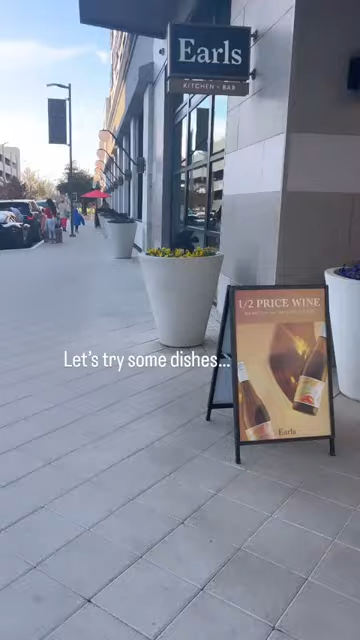 Earls
KITCHEN + BAR
1/2 PRICE WINE
Let's try some dishes...
Earls